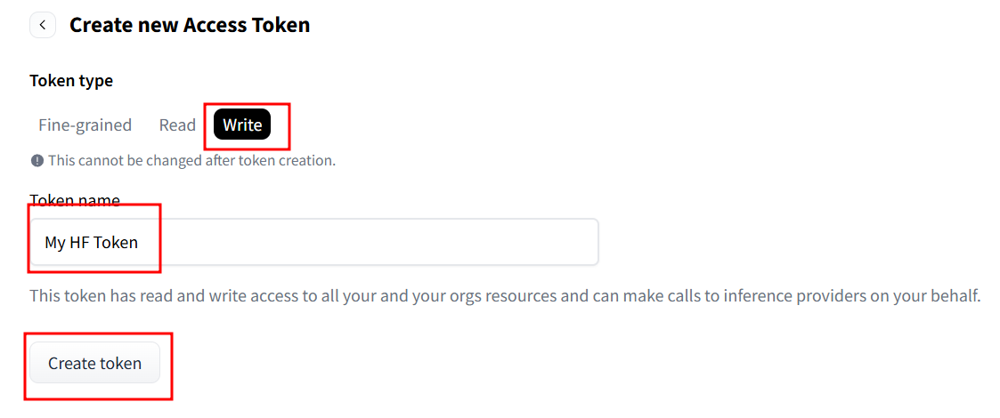 Create new Access Token
Token type
Fine-grained Read Write
This cannot be changed after token creation.
Token name
My HF Token
This token has read and write access to all your and your orgs resources and can make calls to inference providers on your behalf.
Create token